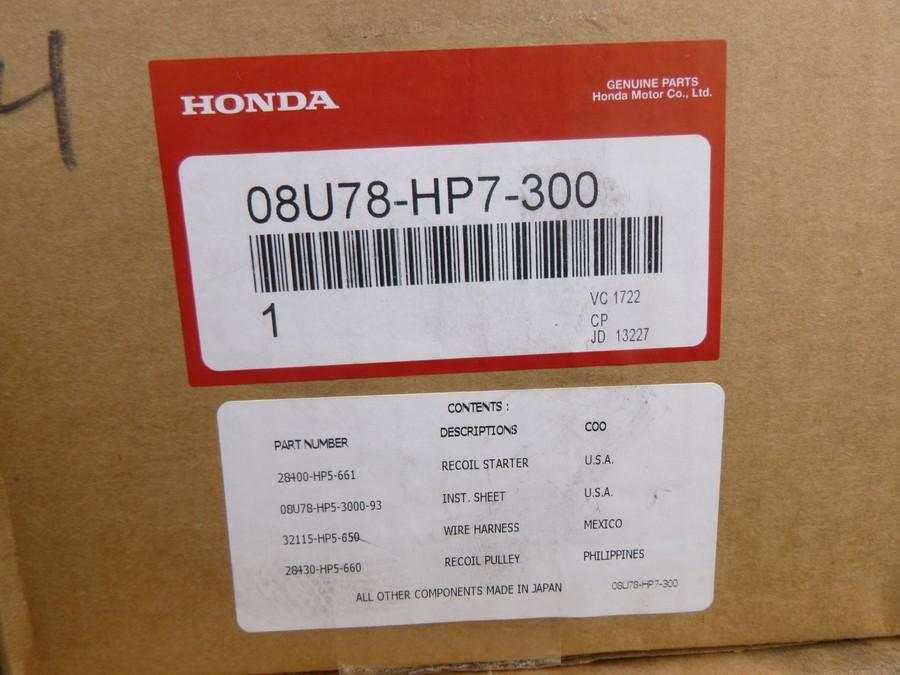 4
HONDA
GENUINE PARTS
Honda Motor Co., Ltd.
08U78-HP7-300
1
VC 1722
CP
JD 13227
CONTENTS :
PART NUMBER DESCRIPTIONS COO
28400-HP5-661 RECOIL STARTER U.S.A.
08U78-HP5-3000-93 INST. SHEET U.S.A.
32115-HP5-650 WIRE HARNESS MEXICO
28430-HP5-660 RECOIL PULLEY PHILIPPINES
ALL OTHER COMPONENTS MADE IN JAPAN 08U78-HP7-300